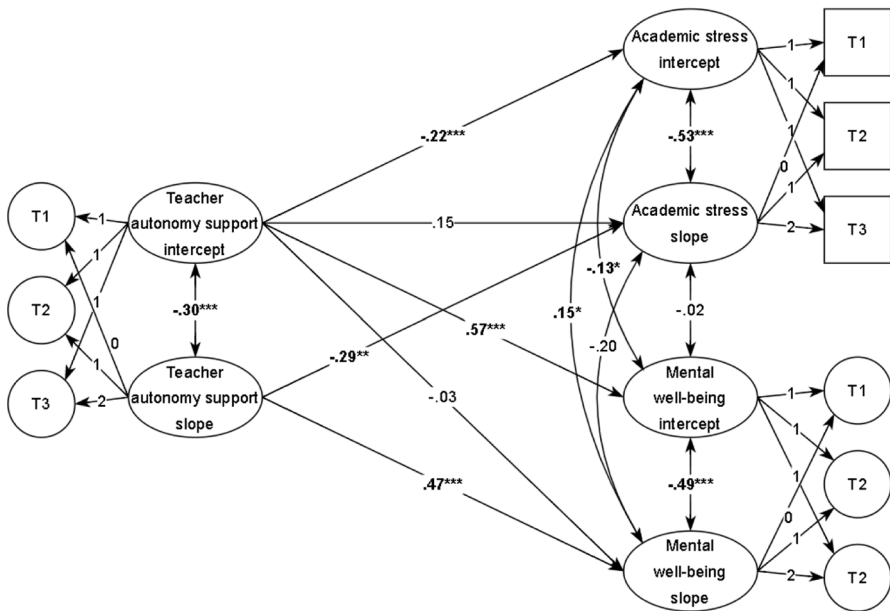 Academic stress
intercept
T1
T2
T3
1
1
1
0
1
2
-.53***
Academic stress
slope
-.22***
.15
-.29**
.57***
-.03
.47***
Teacher
autonomy support
intercept
T1
T2
T3
1
1
1
0
1
2
-.30***
Teacher
autonomy support
slope
-.13*
.15*
-.20
-.02
Mental
well-being
intercept
T1
T2
T2
1
1
1
0
1
2
-.49***
Mental
well-being
slope